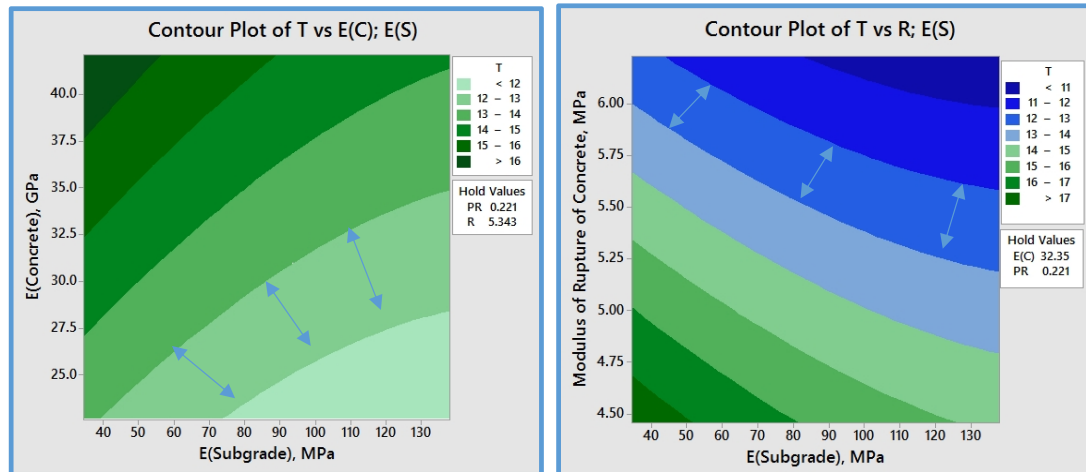 Contour Plot of T vs E(C); E(S)
E(Concrete), GPa
40.0
37.5
35.0
32.5
30.0
27.5
25.0
40 50 60 70 80 90 100 110 120 130
E(Subgrade), MPa
T
< 12
12 – 13
13 – 14
14 – 15
15 – 16
> 16
Hold Values
PR 0.221
R 5.343
Contour Plot of T vs R; E(S)
Modulus of Rupture of Concrete, MPa
6.00
5.75
5.50
5.25
5.00
4.75
4.50
40 50 60 70 80 90 100 110 120 130
E(Subgrade), MPa
T
< 11
11 – 12
12 – 13
13 – 14
14 – 15
15 – 16
16 – 17
> 17
Hold Values
E(C) 32.35
PR 0.221